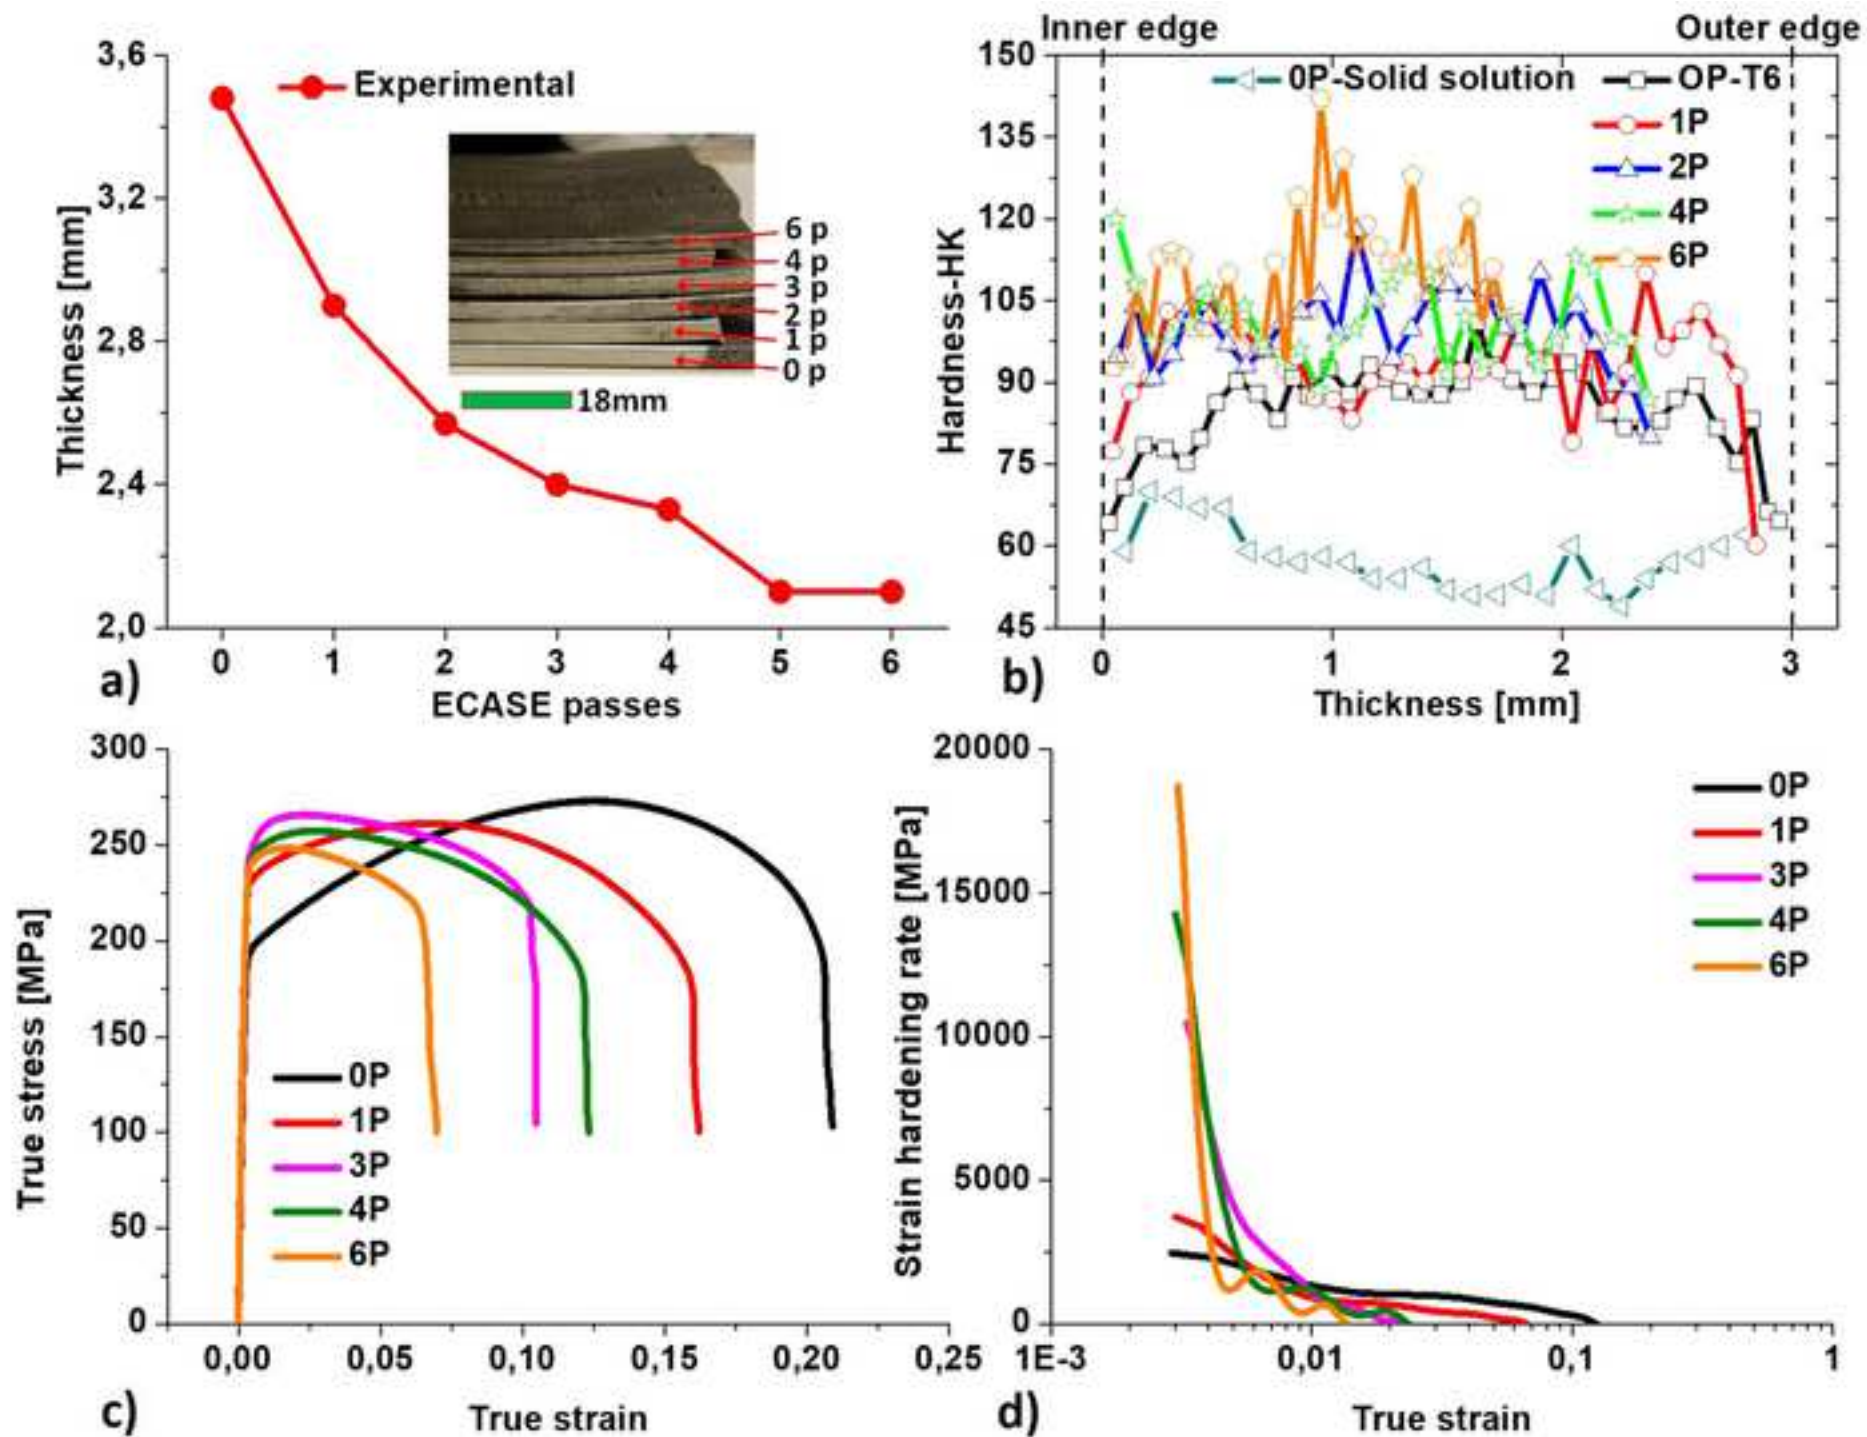 3,6
3,2
2,8
2,4
2,0
Thickness [mm]
Experimental
6 p
4 p
3 p
2 p
1 p
0 p
18mm
0 1 2 3 4 5 6
ECASE passes
a)
Inner edge Outer edge
150
135
120
105
90
75
60
45
Hardness-HK
0P-Solid solution OP-T6
1P
2P
4P
6P
0 1 2 3
Thickness [mm]
b)
300
250
200
150
100
50
0
True stress [MPa]
0P
1P
3P
4P
6P
0,00 0,05 0,10 0,15 0,20 0,25
True strain
c)
20000
15000
10000
5000
0
Strain hardening rate [MPa]
0P
1P
3P
4P
6P
1E-3 0,01 0,1 1
True strain
d)